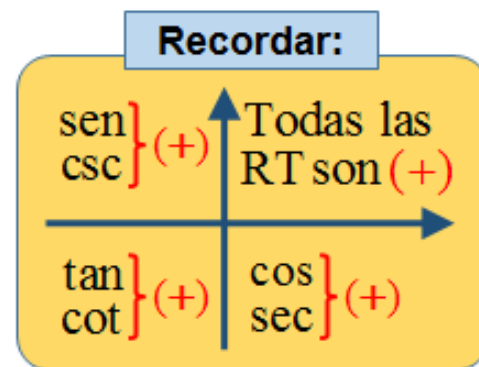 Recordar:
sen
csc
} (+)
Todas las
RT son (+)
tan
cot
} (+)
cos
sec
} (+)